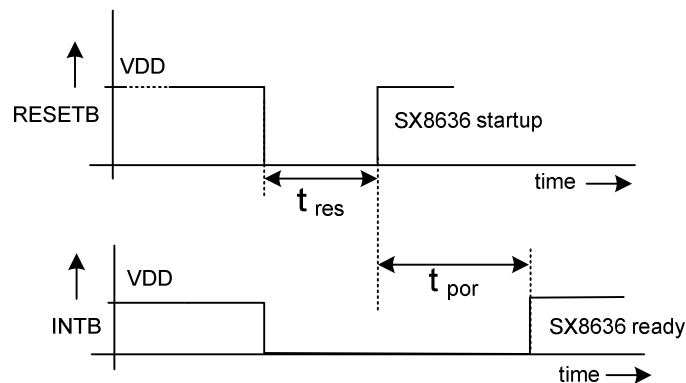 VDD
RESETB
SX8636 startup
time
t res
VDD
t por
INTB
SX8636 ready
time